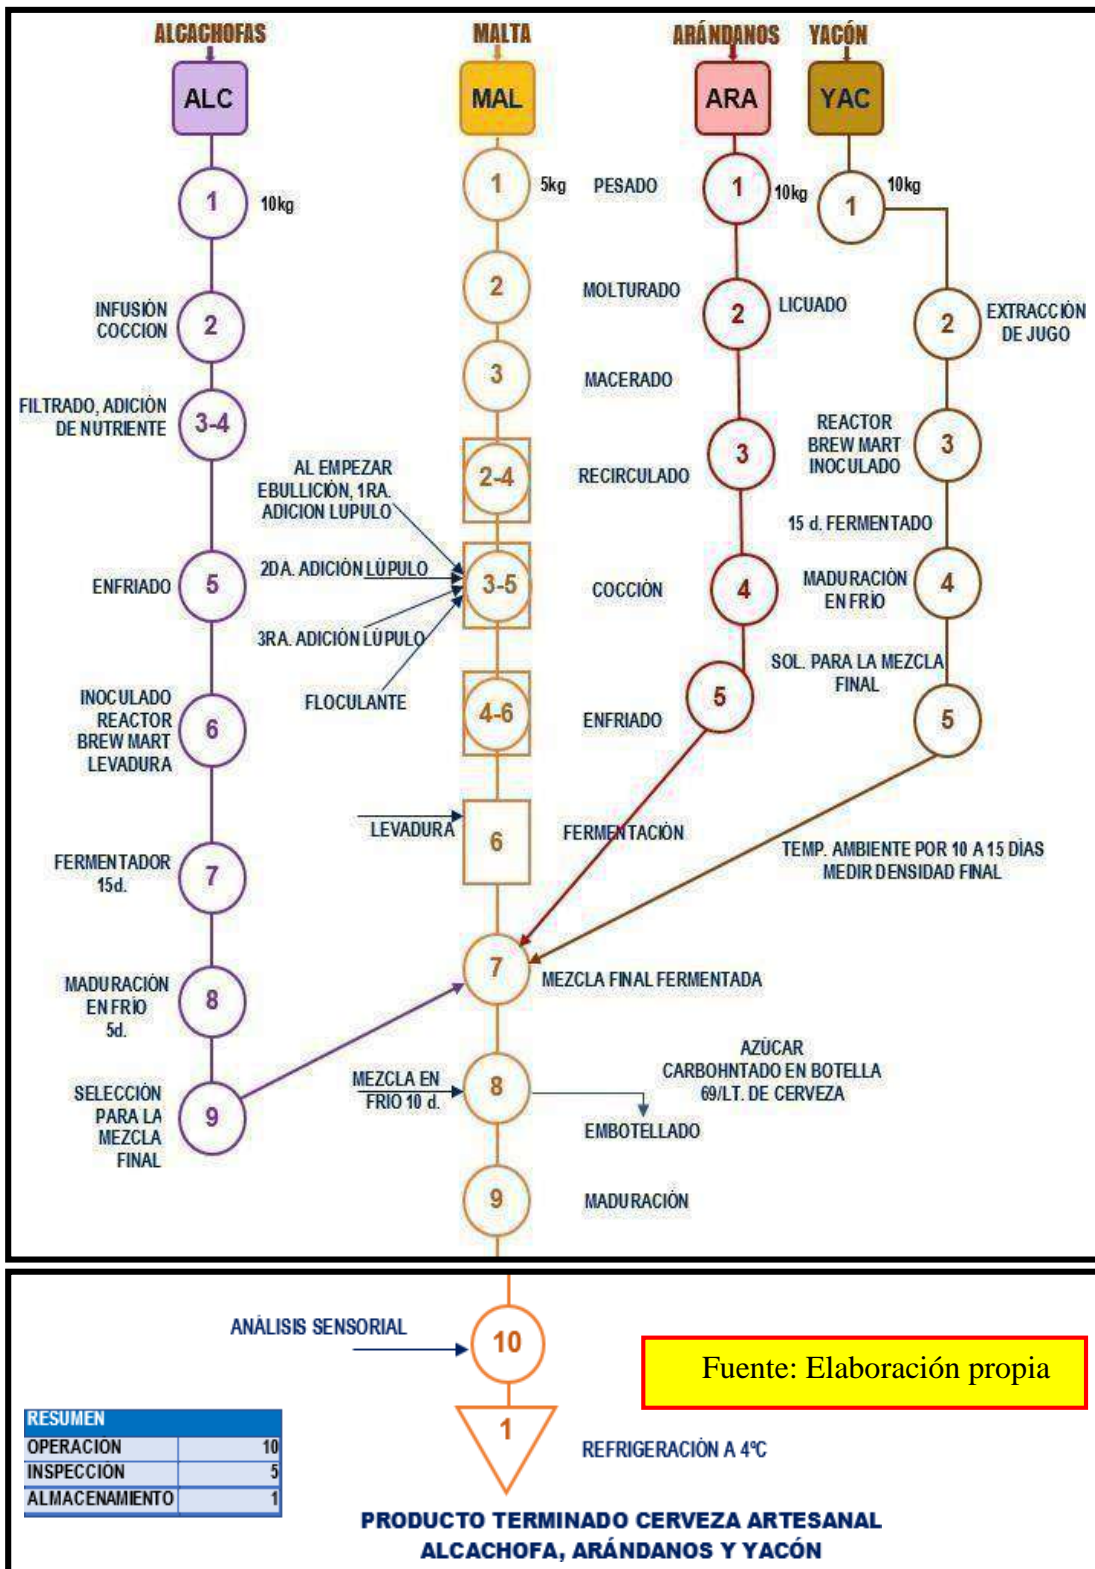 ALCACHOFAS
MALTA
ARÁNDANOS
YACÓN
ALC
MAL
ARA
YAC
1
10kg
1
5kg
PESADO
1
10kg
1
10kg
INFUSIÓN
COCCION
2
2
MOLTURADO
2
LICUADO
2
EXTRACCIÓN
DE JUGO
FILTRADO, ADICIÓN
DE NUTRIENTE
3-4
3
MACERADO
3
REACTOR
BREW MART
INOCULADO
3
AL EMPEZAR
EBULLICIÓN, 1RA.
ADICION LUPULO
2-4
RECIRCULADO
15 d. FERMENTADO
ENFRIADO
5
2DA. ADICIÓN LÚPULO
3RA. ADICIÓN LÚPULO
FLOCULANTE
3-5
COCCIÓN
4
MADURACIÓN
EN FRÍO
4
SOL. PARA LA MEZCLA
FINAL
INOCULADO
REACTOR
BREW MART
LEVADURA
6
4-6
ENFRIADO
5
5
LEVADURA
6
FERMENTACIÓN
TEMP. AMBIENTE POR 10 A 15 DÍAS
MEDIR DENSIDAD FINAL
FERMENTADOR
15d.
7
7
MEZCLA FINAL FERMENTADA
MADURACIÓN
EN FRÍO
5d.
8
MEZCLA EN
FRIO 10 d.
8
AZÚCAR
CARBOHNTADO EN BOTELLA
69/LT. DE CERVEZA
EMBOTELLADO
SELECCIÓN
PARA LA
MEZCLA
FINAL
9
9
MADURACIÓN
ANÁLISIS SENSORIAL
10
Fuente: Elaboración propia
RESUMEN
OPERACIÓN 10
INSPECCIÓN 5
ALMACENAMIENTO 1
1
REFRIGERACIÓN A 4ºC
PRODUCTO TERMINADO CERVEZA ARTESANAL
ALCACHOFA, ARÁNDANOS Y YACÓN